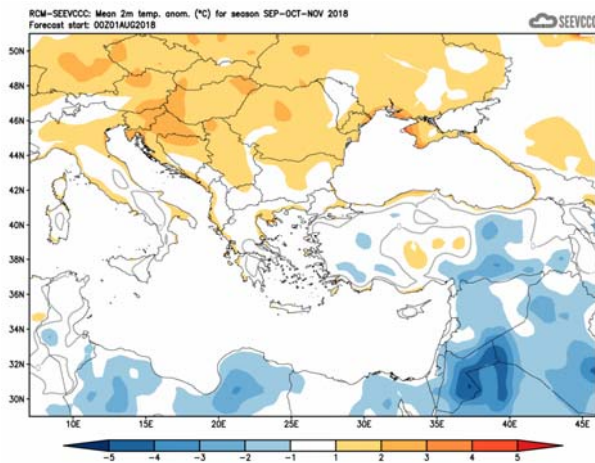 RCM-SEEVCCC: Mean 2m temp. anom. (°C) for season SEP-OCT-NOV 2018
Forecast start: 00Z01AUG2018
SEEVCCC
50N
48N
46N
44N
42N
40N
38N
36N
34N
32N
30N
10E 15E 20E 25E 30E 35E 40E 45E
-5 -4 -3 -2 -1 1 2 3 4 5